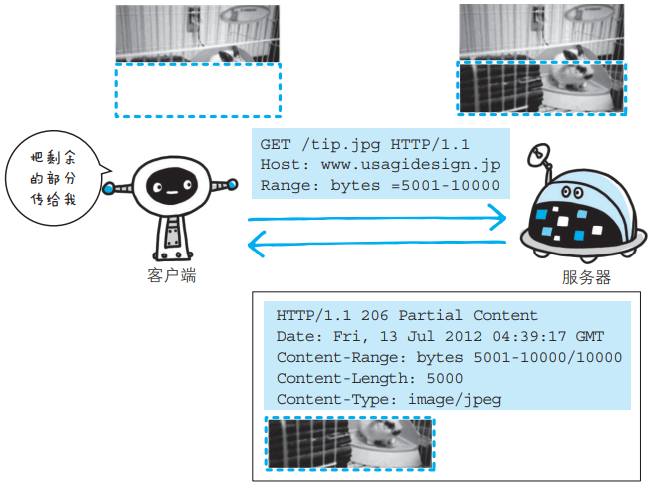 把剩余
的部分
传给我
GET /tip.jpg HTTP/1.1
Host: www.usagidesign.jp
Range: bytes =5001-10000
客户端
服务器
HTTP/1.1 206 Partial Content
Date: Fri, 13 Jul 2012 04:39:17 GMT
Content-Range: bytes 5001-10000/10000
Content-Length: 5000
Content-Type: image/jpeg